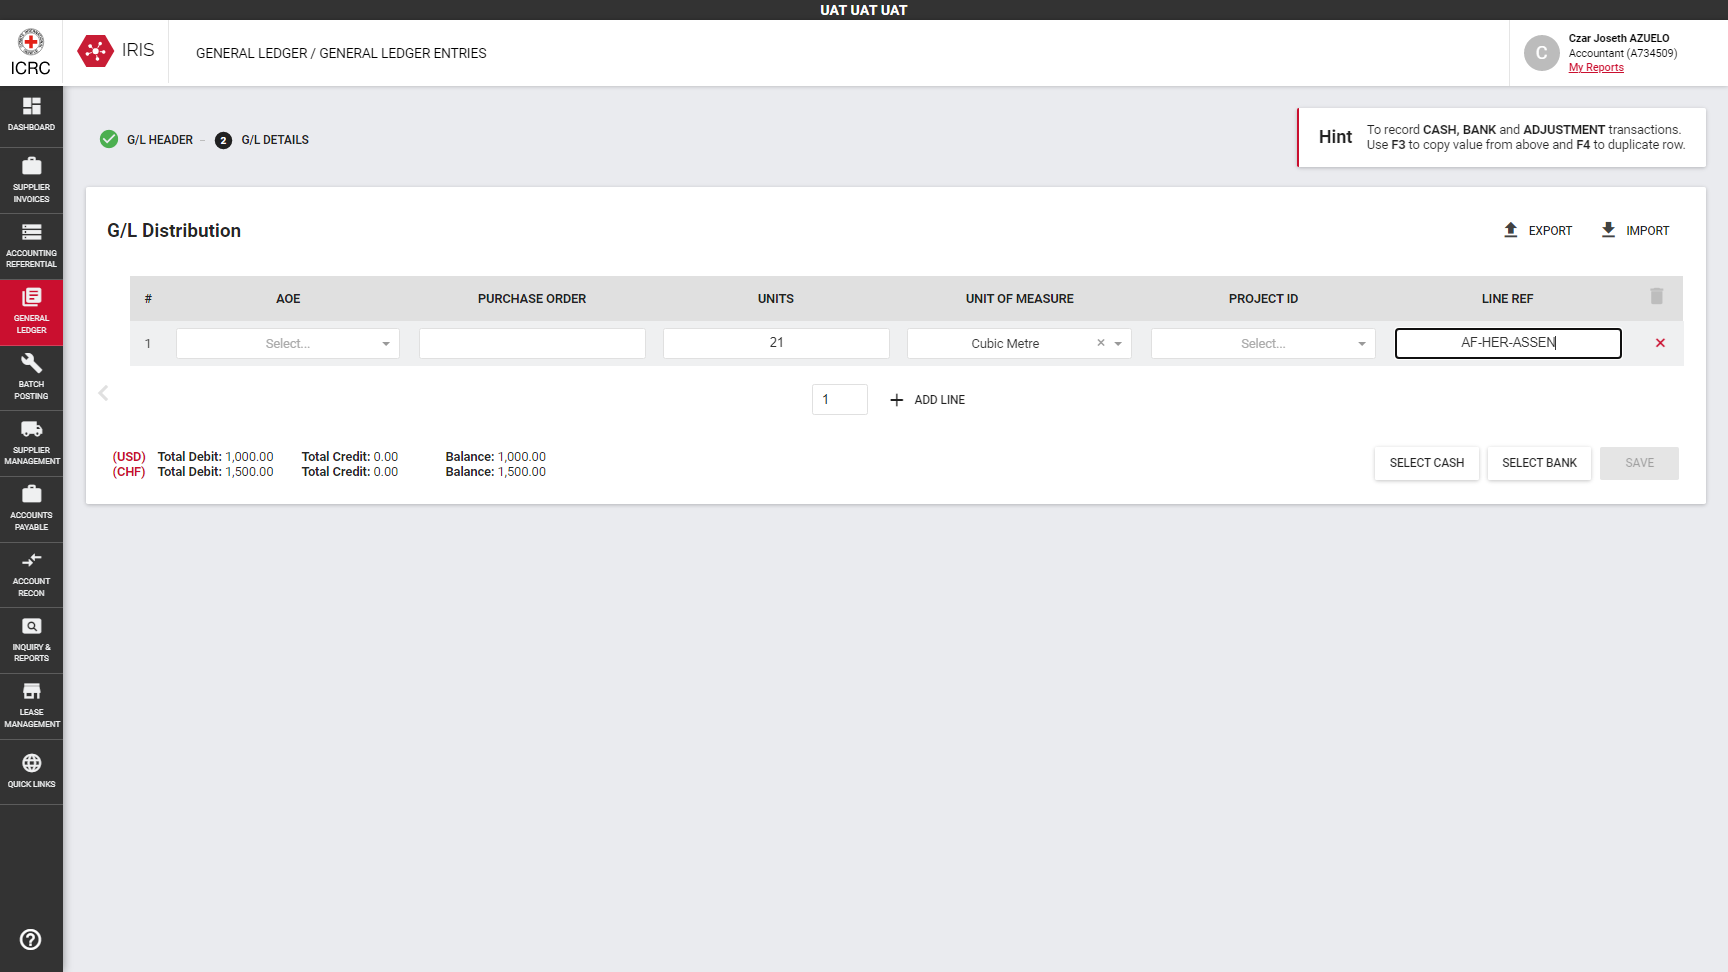 UAT UAT UAT
ICRC
IRIS
GENERAL LEDGER / GENERAL LEDGER ENTRIES
C
Czar Joseth AZUELO
Accountant (A734509)
My Reports
DASHBOARD
SUPPLIER
INVOICES
ACCOUNTING
REFERENTIAL
GENERAL
LEDGER
BATCH
POSTING
SUPPLIER
MANAGEMENT
ACCOUNTS
PAYABLE
ACCOUNT
RECON
INQUIRY &
REPORTS
LEASE
MANAGEMENT
QUICK LINKS
G/L HEADER
2 G/L DETAILS
Hint
To record CASH, BANK and ADJUSTMENT transactions.
Use F3 to copy value from above and F4 to duplicate row.
G/L Distribution
EXPORT
IMPORT
# AOE PURCHASE ORDER UNITS UNIT OF MEASURE PROJECT ID LINE REF
1 Select... 21 Cubic Metre × Select... AF-HER-ASSEN ×
1 + ADD LINE
(USD) Total Debit: 1,000.00 Total Credit: 0.00 Balance: 1,000.00
(CHF) Total Debit: 1,500.00 Total Credit: 0.00 Balance: 1,500.00
SELECT CASH
SELECT BANK
SAVE